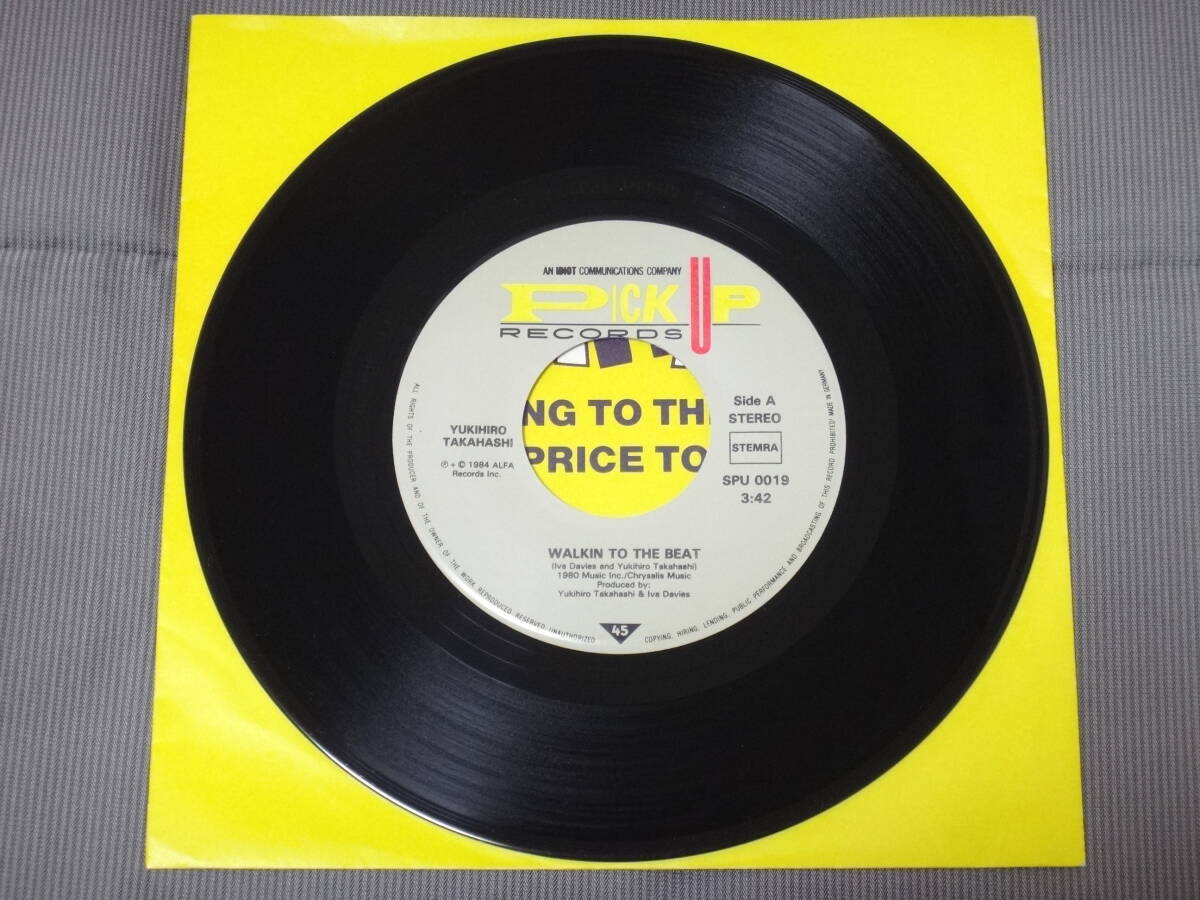 AN IDIOT COMMUNICATIONS COMPANY
PICK UP
RECORDS
NG TO TH
PRICE TO
YUKIHIRO
TAKAHASHI
℗ + © 1984 ALFA
Records Inc.
Side A
STEREO
STEMRA
SPU 0019
3:42
WALKIN TO THE BEAT
(Iva Davies and Yukihiro Takahashi)
1980 Music Inc./Chrysalis Music
Produced by:
Yukihiro Takahashi & Iva Davies
45
ALL RIGHTS OF THE PRODUCER AND OF THE OWNER OF THE WORK REPRODUCED RESERVED UNAUTHORIZED
COPYING, HIRING, LENDING, PUBLIC PERFORMANCE AND BROADCASTING OF THIS RECORD PROHIBITED! MADE IN GERMANY